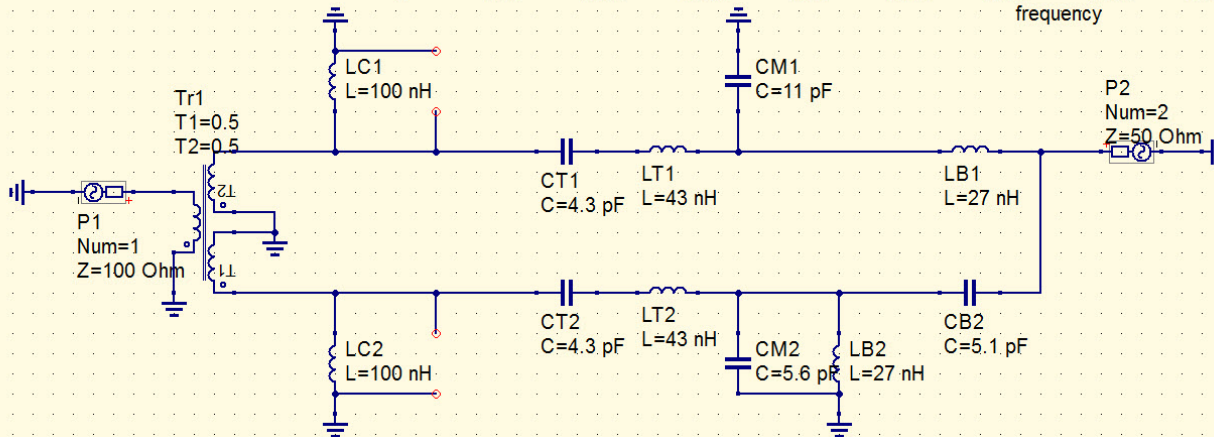 frequency
LC1
L=100 nH
CM1
C=11 pF
P2
Num=2
Z=50 Ohm
Tr1
T1=0.5
T2=0.5
T2
CT1
C=4.3 pF
LT1
L=43 nH
LB1
L=27 nH
P1
Num=1
Z=100 Ohm
T1
LC2
L=100 nH
CT2
C=4.3 pF
LT2
L=43 nH
CM2
C=5.6 pF
LB2
L=27 nH
CB2
C=5.1 pF